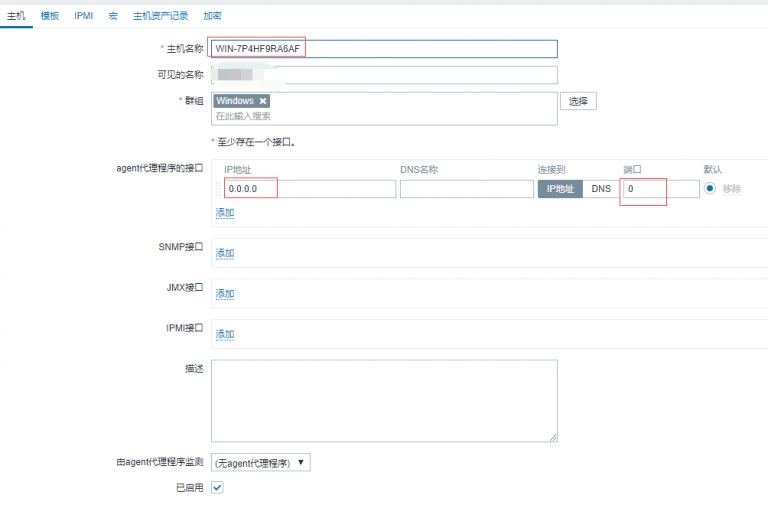 主机 模板 IPMI 宏 主机资产记录 加密
* 主机名称 WIN-7P4HF9RA6AF
可见的名称
* 群组 Windows ✖ 选择
在此输入搜索
* 至少存在一个接口。
agent代理程序的接口 IP地址 DNS名称 连接到 端口 默认
0.0.0.0 IP地址 DNS 0 移除
添加
SNMP接口 添加
JMX接口 添加
IPMI接口 添加
描述
由agent代理程序监测 (无agent代理程序) ▼
已启用